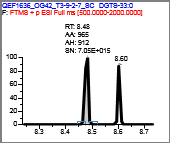 QEF1636_OG42_T3-9-2-7_SC DGTS-33:0
F: FTMS + p ESI Full ms [500.0000-2000.0000]
RT: 8.48
AA: 965
AH: 912
SN: 7.05E+015
8.60
100
80
60
40
20
0
8.3 8.4 8.5 8.6 8.7